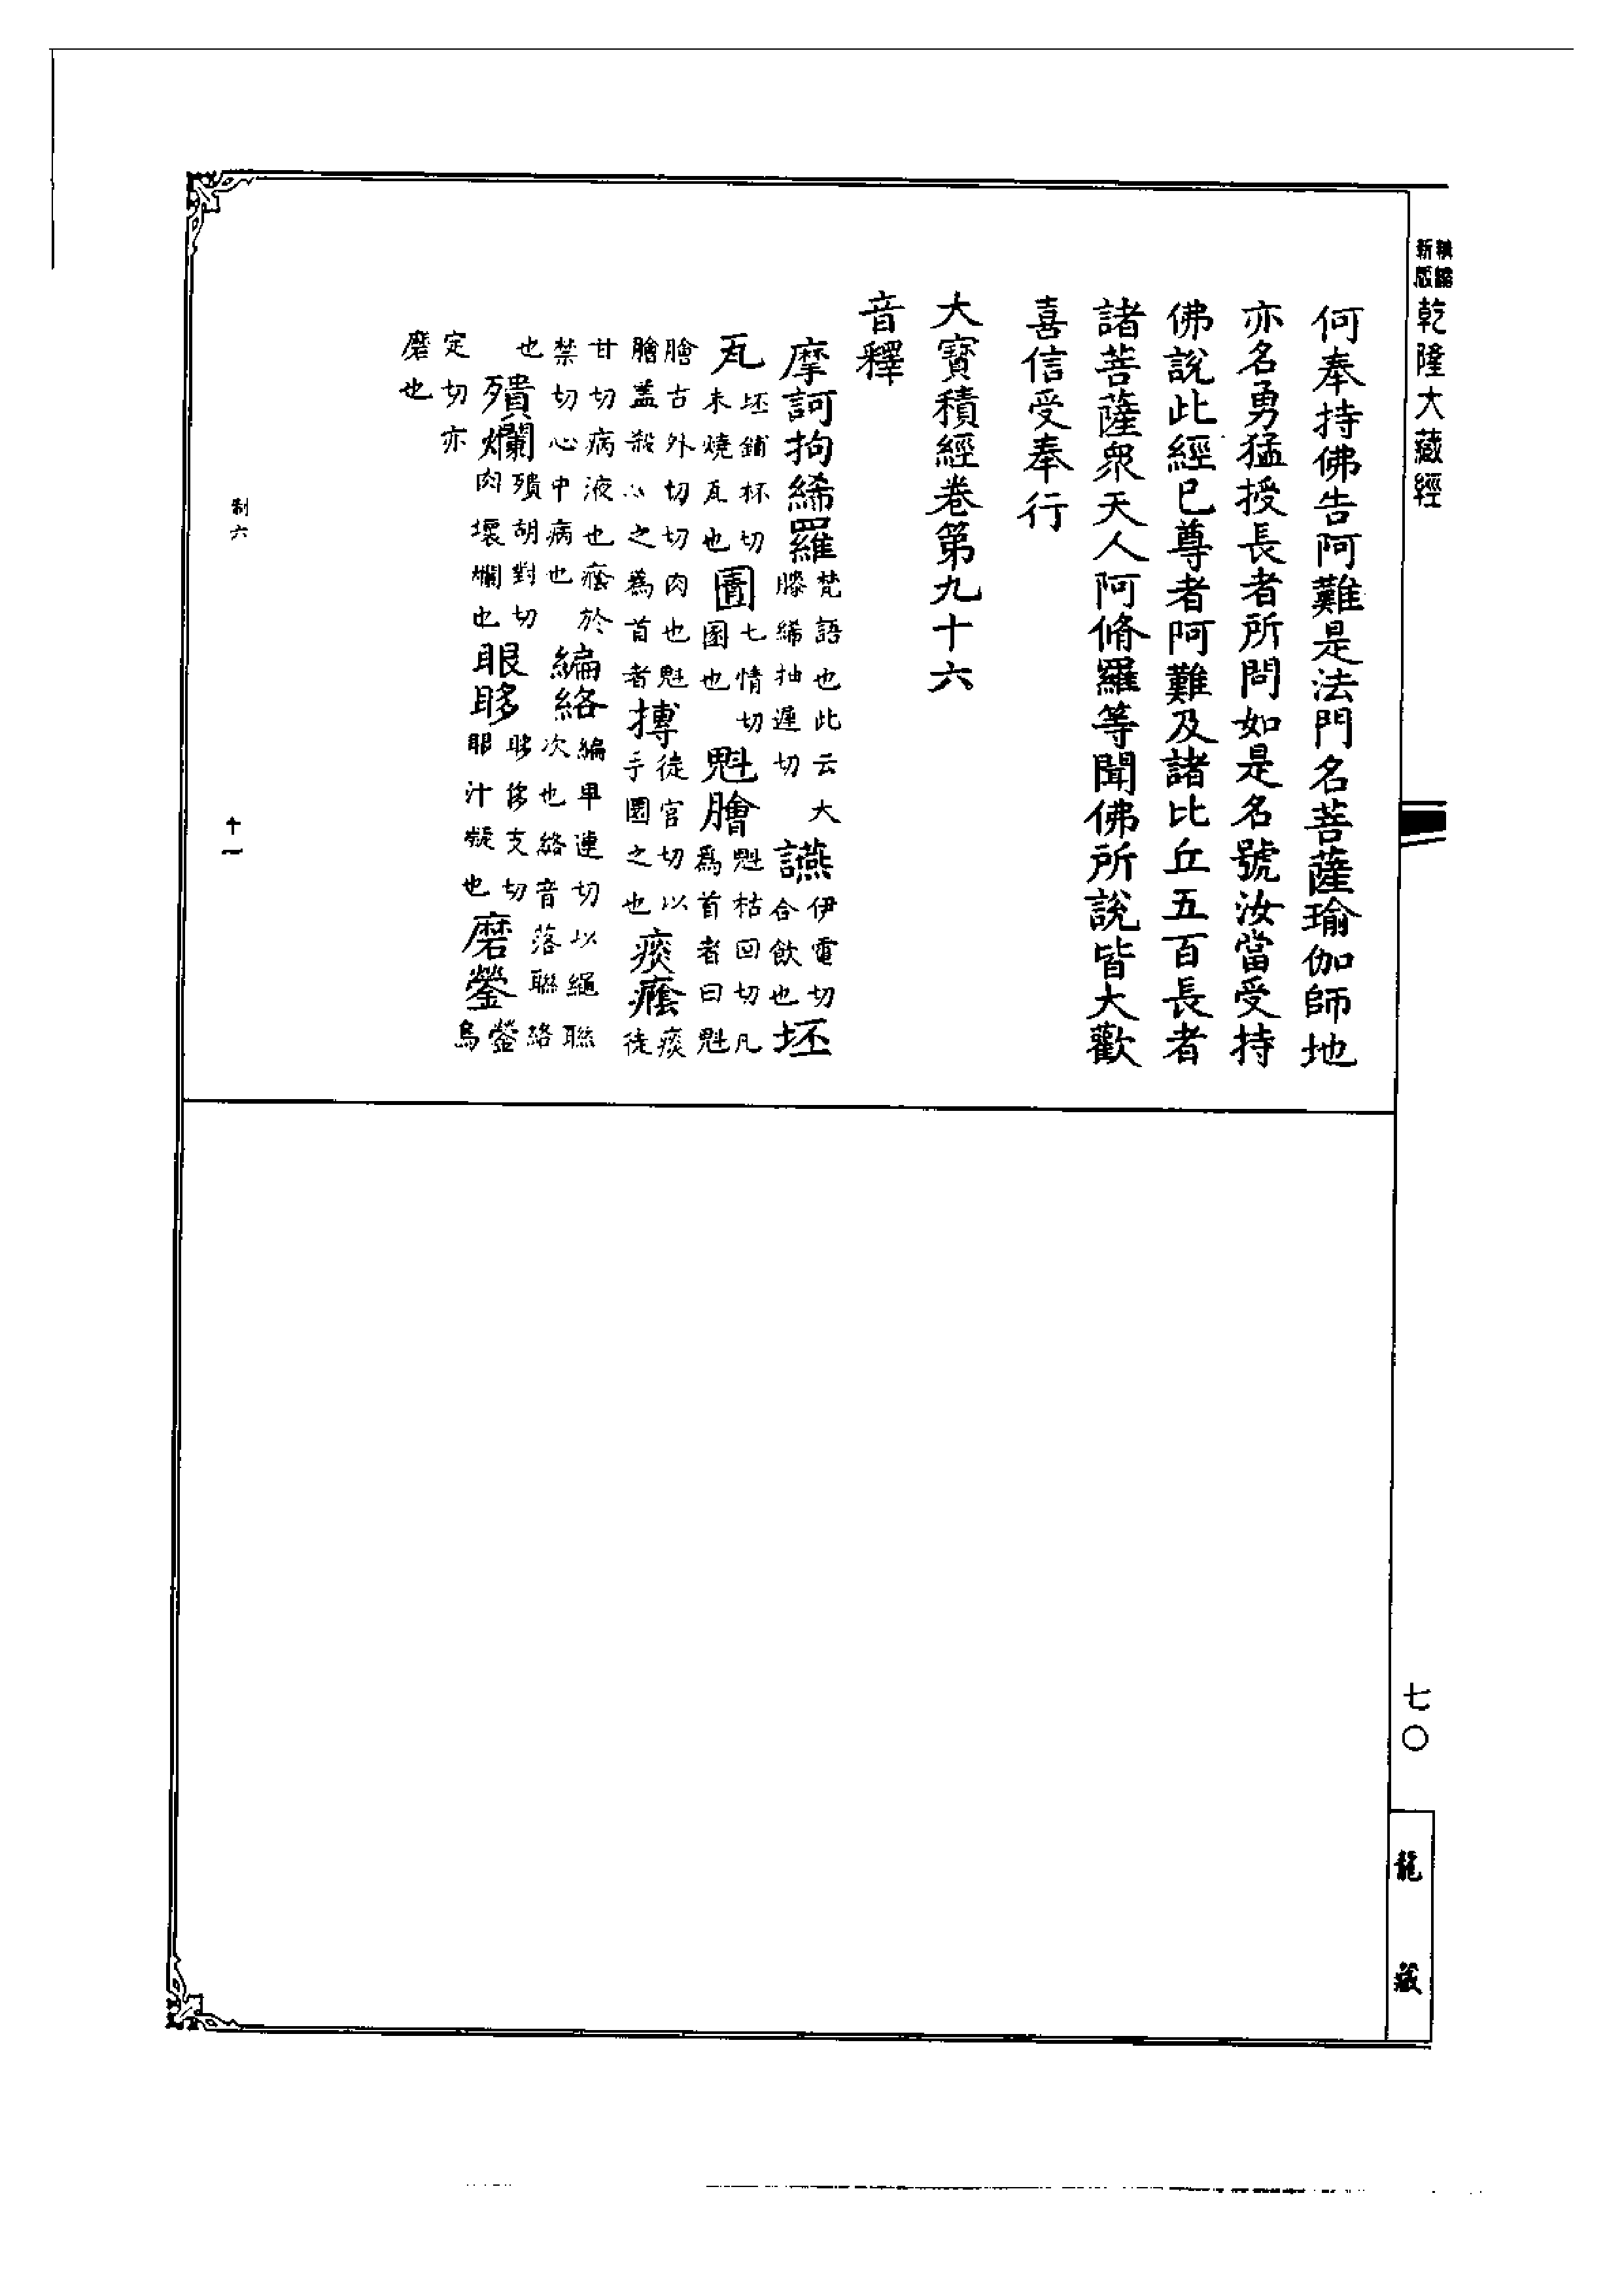 新版
乾隆大藏經
何奉持佛告阿難是法門名菩薩瑜伽師地
亦名勇猛授長者所問如是名號汝當受持
佛說此經已尊者阿難及諸比丘五百長者
諸菩薩衆天人阿脩羅等聞佛所說皆大歡
喜信受奉行
大寶積經卷第九十六
音釋
摩訶拘絺羅梵語也此云大膝絺抽遲切讌伊電切合飲也坯
瓦坯鋪杯切未燒瓦也圊七情切圂也魁膾魁枯回切凡爲首者曰魁
膾古外切切肉也魁膾盖殺之爲首者摶徒官切以手圜之也痰癊痰徒
甘切病液也癊於禁切心中病也編絡編卑連切以繩聯次也絡音落聯絡
也殨爛殨胡對切肉壞爛也眼眵眵侈支切眼汁凝也磨鎣鎣烏
定切亦磨也
制六
十一
七〇
龍藏